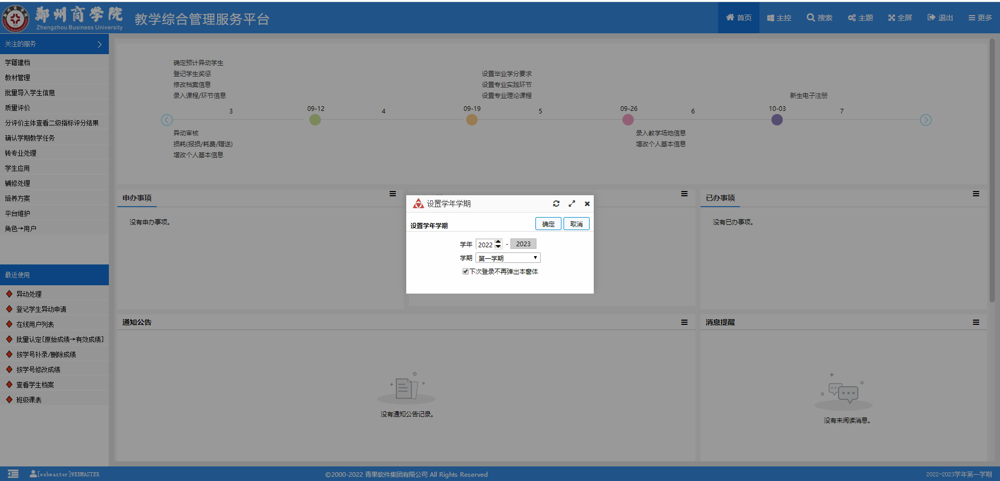 郑州商学院
Zhengzhou Business University
教学综合管理服务平台
首页
主控
搜索
主题
全屏
退出
更多
关注的服务
学籍建档
教材管理
批量导入学生信息
质量评价
分评价主体查看二级指标评分结果
确认学期教学任务
转专业处理
学生应用
辅修处理
培养方案
平台维护
角色→用户
最近使用
异动处理
登记学生异动申请
在线用户列表
批量认定[原始成绩→有效成绩]
按学号补录/删除成绩
按学号修改成绩
查看学生档案
班级课表
确定预计异动学生
登记学生奖惩
修改档案信息
录入课程/环节信息
设置毕业学分要求
设置专业实践环节
设置专业理论课程
新生电子注册
3
09-12
4
09-19
5
09-26
6
10-03
7
异动审核
损耗(报损/耗费/赠送)
增改个人基本信息
录入教学场地信息
增改个人基本信息
申办事项
没有申办事项。
已办事项
没有已办事项。
设置学年学期
设置学年学期
确定
取消
学年 2022 - 2023
学期 第一学期
下次登录不再弹出本窗体
通知公告
没有通知公告记录。
消息提醒
没有未阅读消息。
[webmaster]WEBMASTER
©2000-2022 青果软件集团有限公司 All Rights Reserved
2022-2023学年第一学期